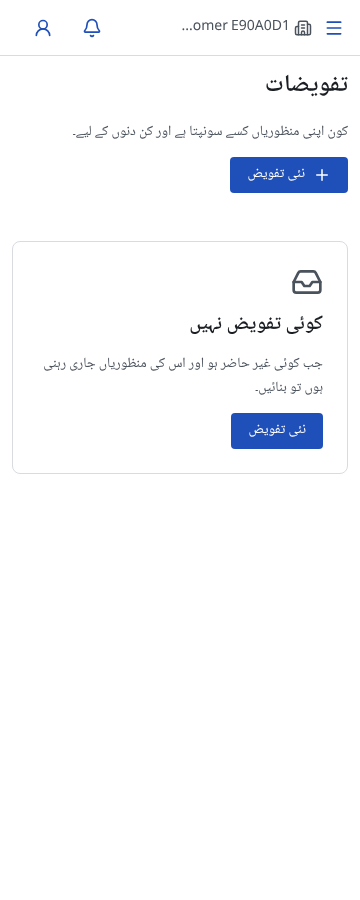 ...omer E90A0D1
تفویضات
کون اپنی منظوریاں کسے سونپتا ہے اور کن دنوں کے لیے۔
نئی تفویض
کوئی تفویض نہیں
جب کوئی غیر حاضر ہو اور اس کی منظوریاں جاری رہنی
ہوں تو بنائیں۔
نئی تفویض